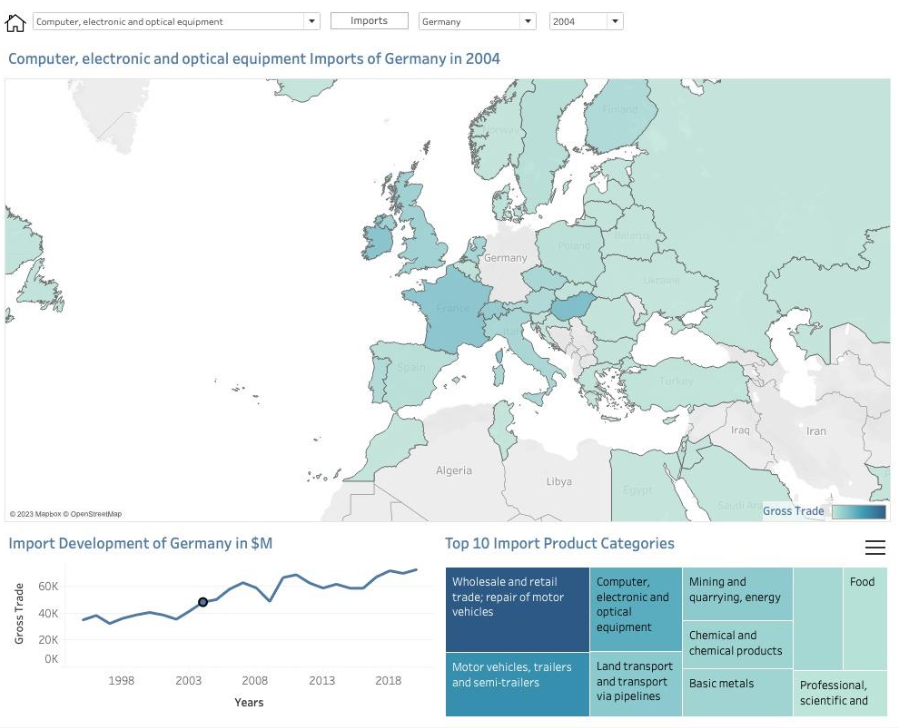 Computer, electronic and optical equipment
Imports
Germany
2004
Computer, electronic and optical equipment Imports of Germany in 2004
Finland
Norway
Germany
Poland
Belarus
Ukraine
France
Italy
Spain
Turkey
Iraq
Iran
Algeria
Libya
Egypt
Gross Trade
© 2023 Mapbox © OpenStreetMap
Import Development of Germany in $M
Top 10 Import Product Categories
Gross Trade
60K
40K
20K
0K
1998
2003
2008
2013
2018
Years
Wholesale and retail
trade; repair of motor
vehicles
Motor vehicles, trailers
and semi-trailers
Computer,
electronic and
optical
equipment
Land transport
and transport
via pipelines
Mining and
quarrying, energy
Chemical and
chemical products
Basic metals
Food
Professional,
scientific and